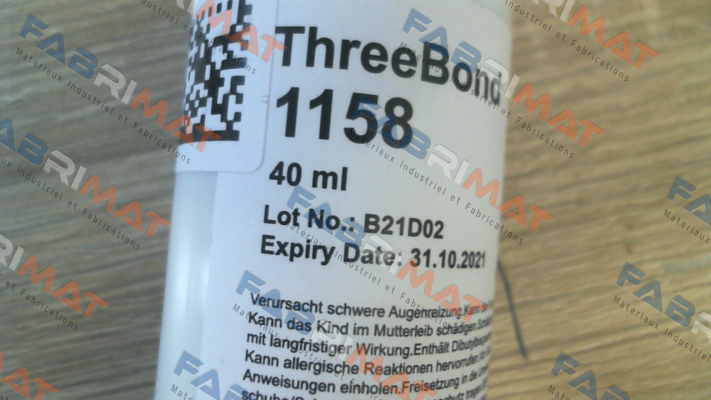 ThreeBond
1158
40 ml
Lot No.: B21D02
Expiry Date: 31.10.2021
Verursacht schwere Augenreizung.Kann
Kann das Kind im Mutterleib schädigen.
mit langfristiger Wirkung.Enthält
Kann allergische Reaktionen hervorrufen.
Anweisungen einholen.Freisetzung in die
FABRIMAT
Materiaux Industriel et Fabrications